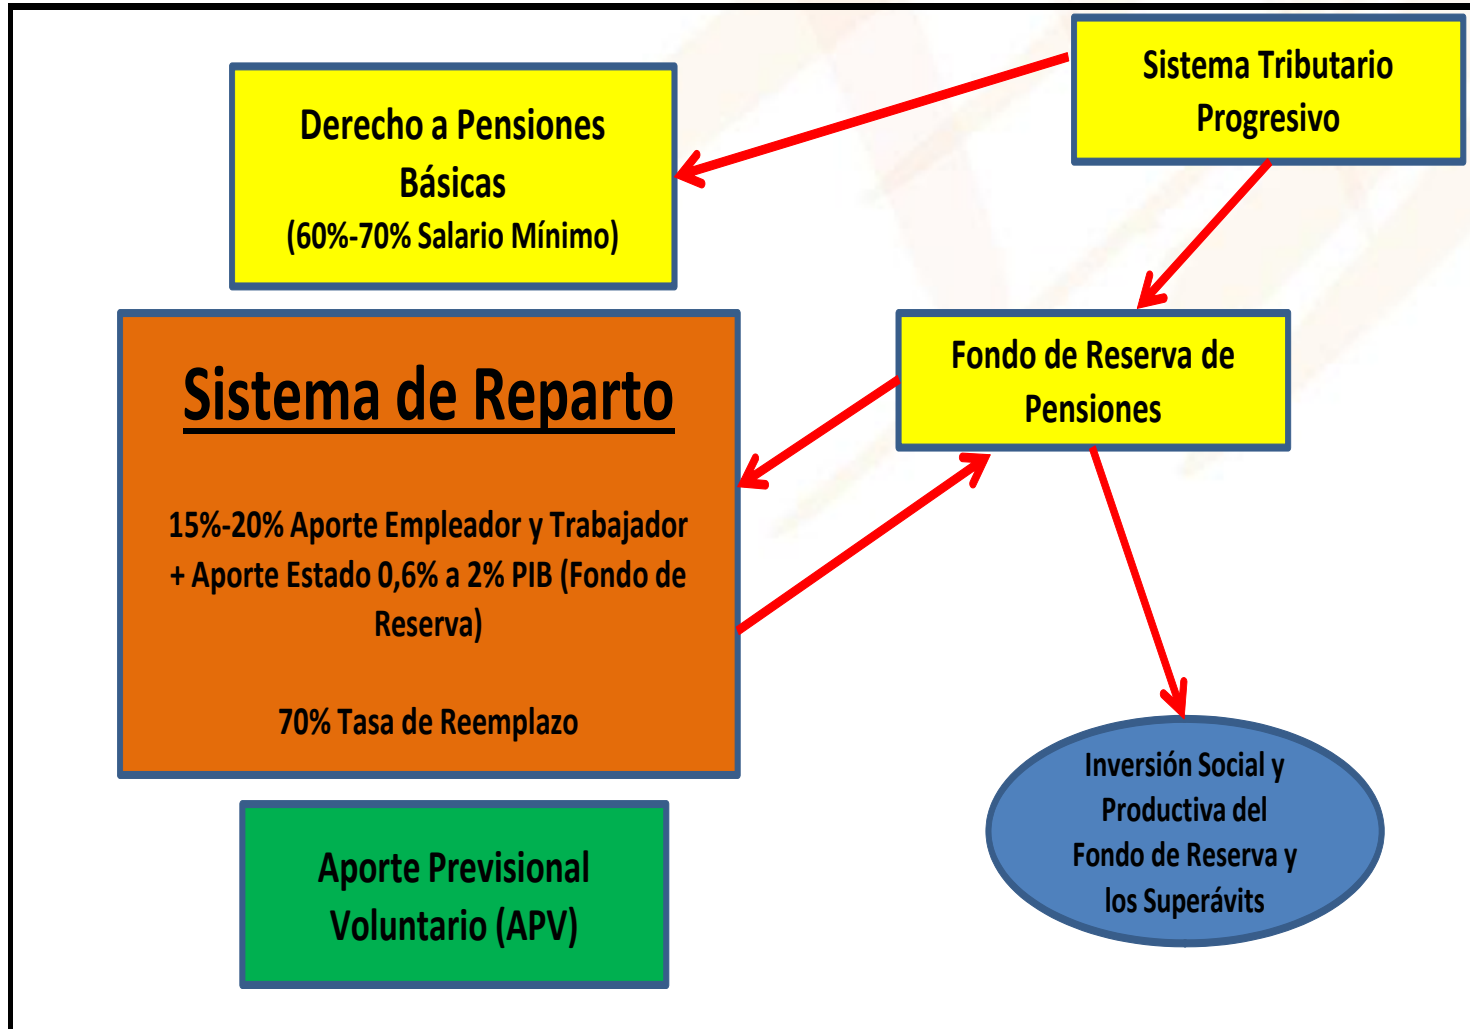 Sistema Tributario
Progresivo
Derecho a Pensiones
Básicas
(60%-70% Salario Mínimo)
Sistema de Reparto
15%-20% Aporte Empleador y Trabajador
+ Aporte Estado 0,6% a 2% PIB (Fondo de
Reserva)
70% Tasa de Reemplazo
Fondo de Reserva de
Pensiones
Aporte Previsional
Voluntario (APV)
Inversión Social y
Productiva del
Fondo de Reserva y
los Superávits